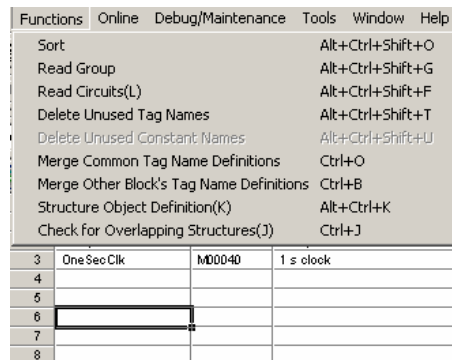 Functions Online Debug/Maintenance Tools Window Help
Sort Alt+Ctrl+Shift+O
Read Group Alt+Ctrl+Shift+G
Read Circuits(L) Alt+Ctrl+Shift+F
Delete Unused Tag Names Alt+Ctrl+Shift+T
Delete Unused Constant Names Alt+Ctrl+Shift+U
Merge Common Tag Name Definitions Ctrl+O
Merge Other Block's Tag Name Definitions Ctrl+B
Structure Object Definition(K) Alt+Ctrl+K
Check for Overlapping Structures(J) Ctrl+J
3 OneSecClk M00040 1 s clock
4
5
6
7
8